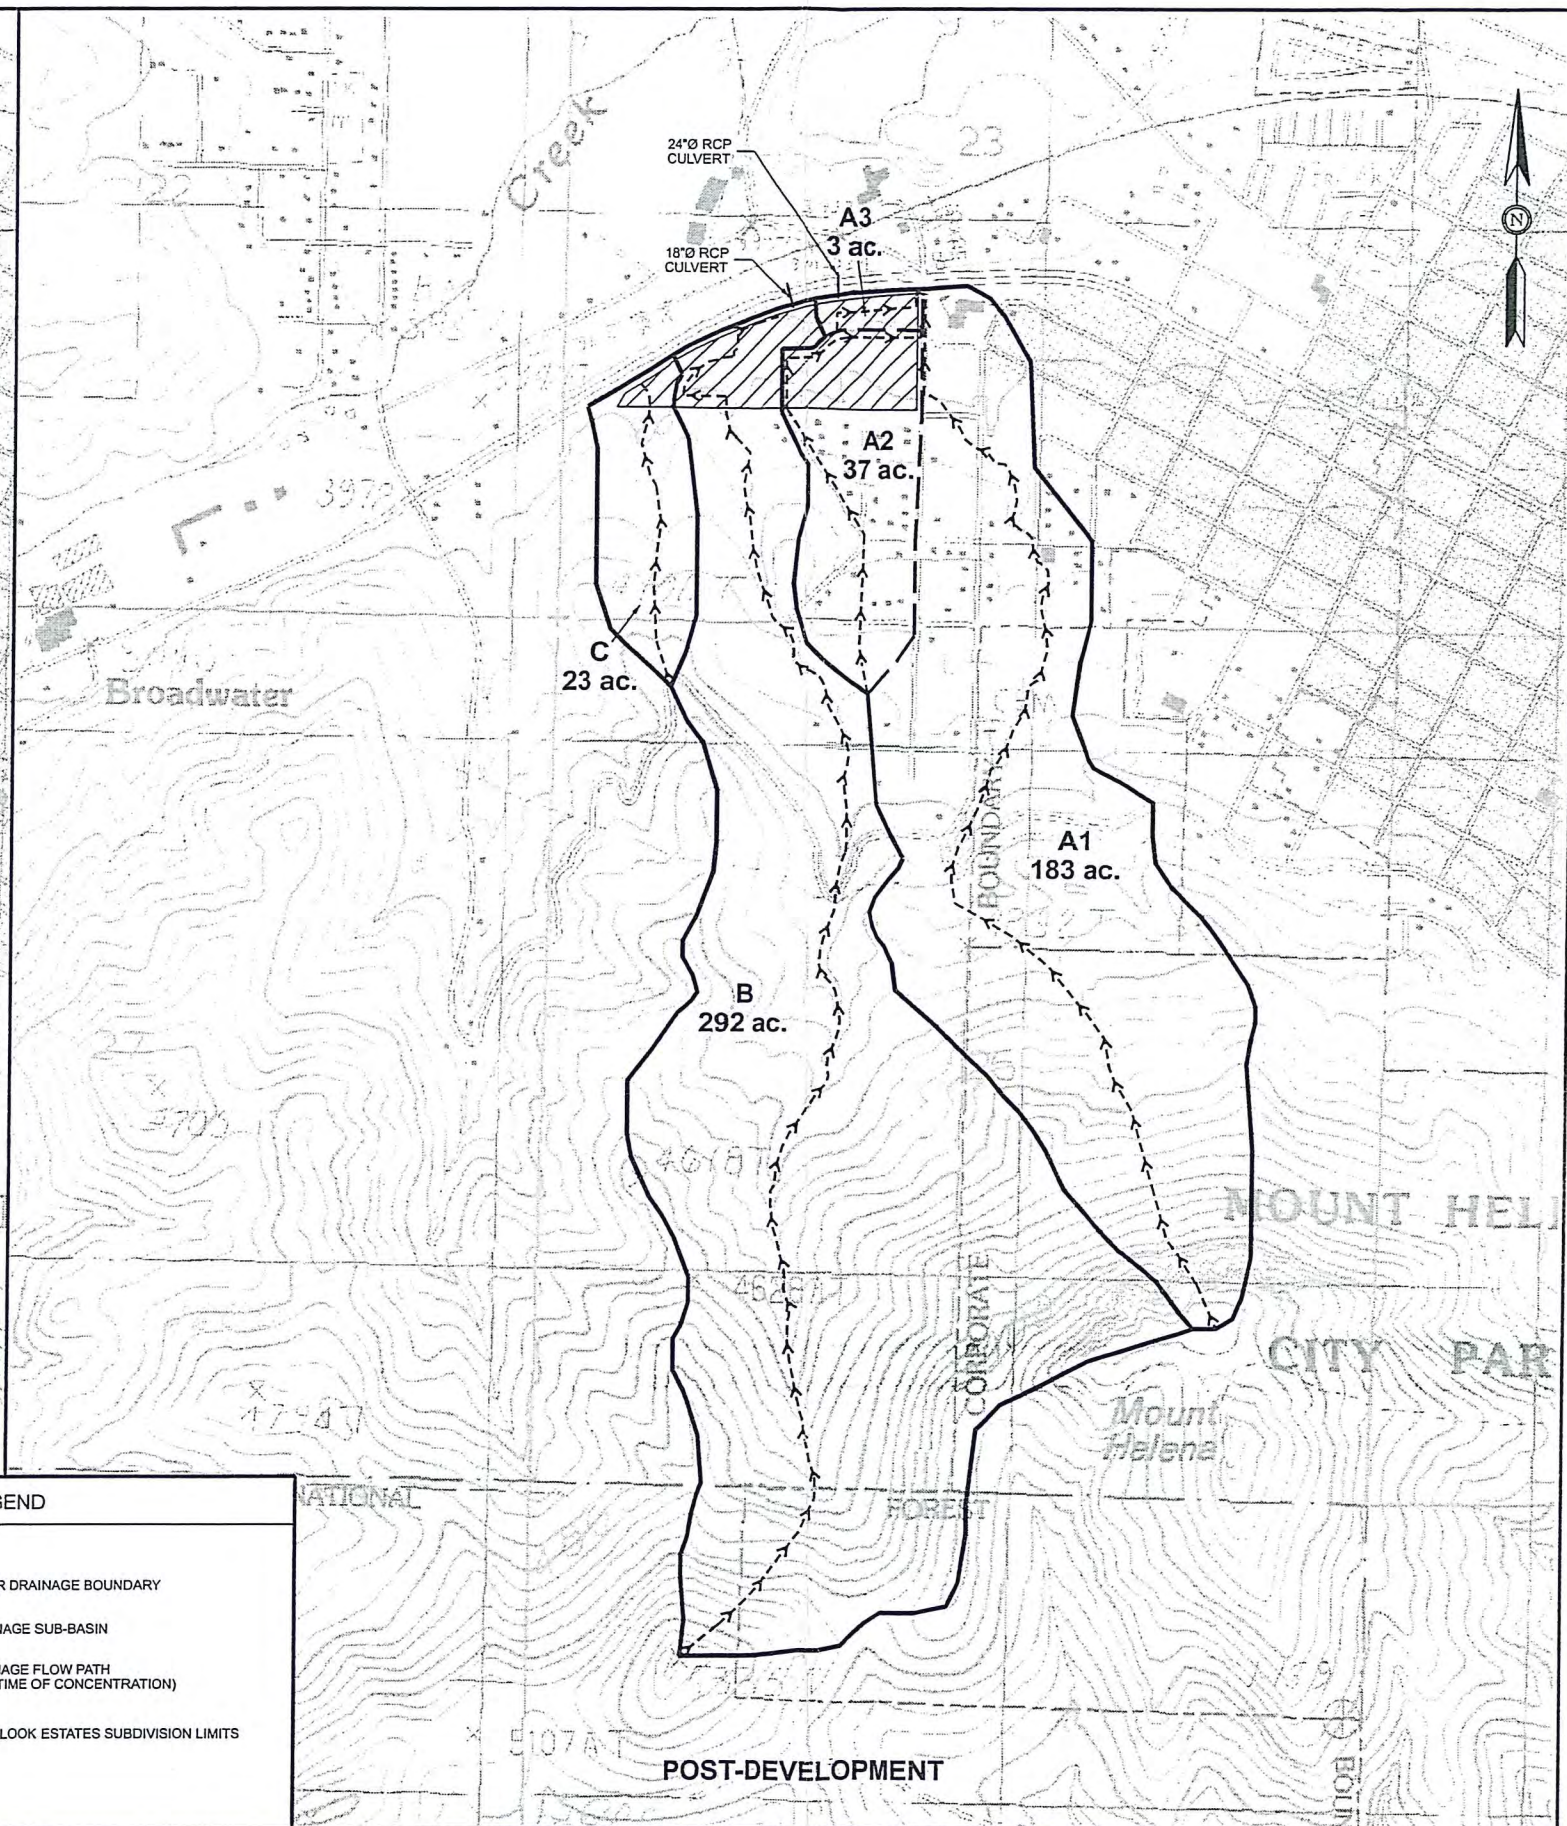 Creek
22
23
24"Ø RCP
CULVERT
A3
3 ac.
18"Ø RCP
CULVERT
N
A2
37 ac.
C
23 ac.
Broadwater
BOUNDARY
A1
183 ac.
B
292 ac.
MOUNT HEL
CORPORATE
CITY PAR
Mount
Helena
NATIONAL
FOREST
GEND
R DRAINAGE BOUNDARY
NAGE SUB-BASIN
NAGE FLOW PATH
TIME OF CONCENTRATION)
LOOK ESTATES SUBDIVISION LIMITS
POST-DEVELOPMENT